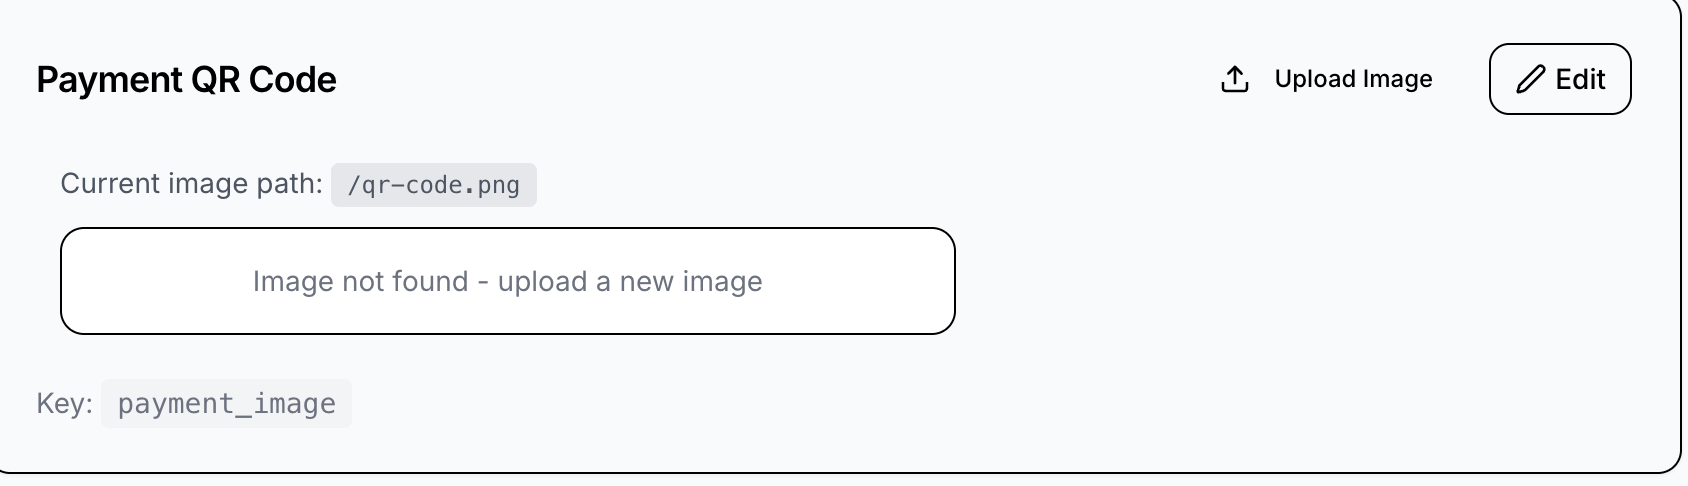 Payment QR Code
Upload Image
Edit
Current image path: /qr-code.png
Image not found - upload a new image
Key: payment_image